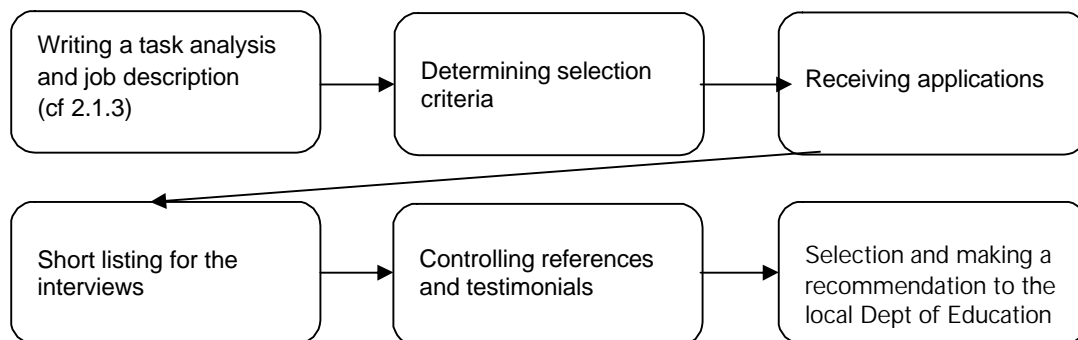 Writing a task analysis
and job description
(cf 2.1.3)
Determining selection
criteria
Receiving applications
Short listing for the
interviews
Controlling references
and testimonials
Selection and making a
recommendation to the
local Dept of Education